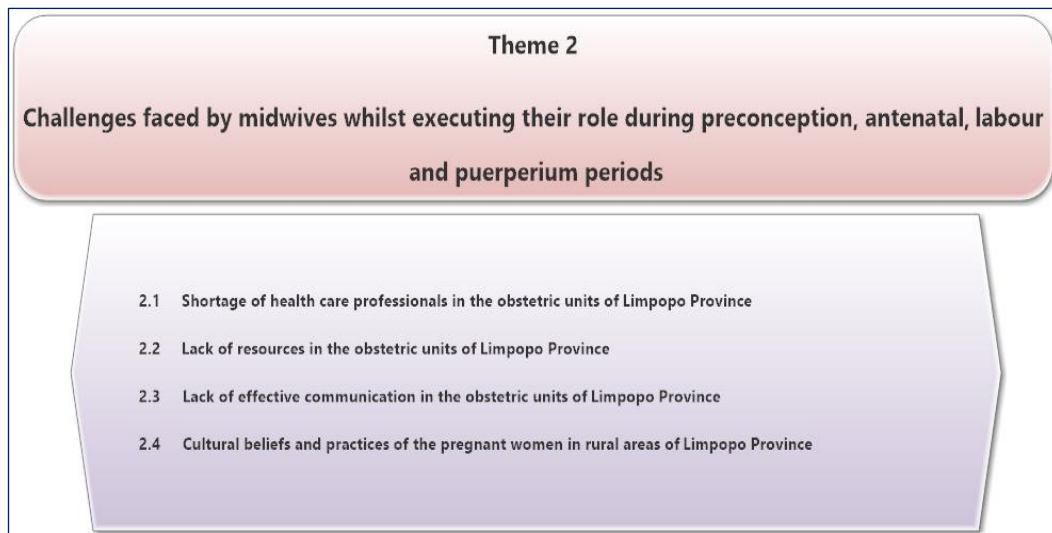 Theme 2
Challenges faced by midwives whilst executing their role during preconception, antenatal, labour
and puerperium periods
2.1 Shortage of health care professionals in the obstetric units of Limpopo Province
2.2 Lack of resources in the obstetric units of Limpopo Province
2.3 Lack of effective communication in the obstetric units of Limpopo Province
2.4 Cultural beliefs and practices of the pregnant women in rural areas of Limpopo Province